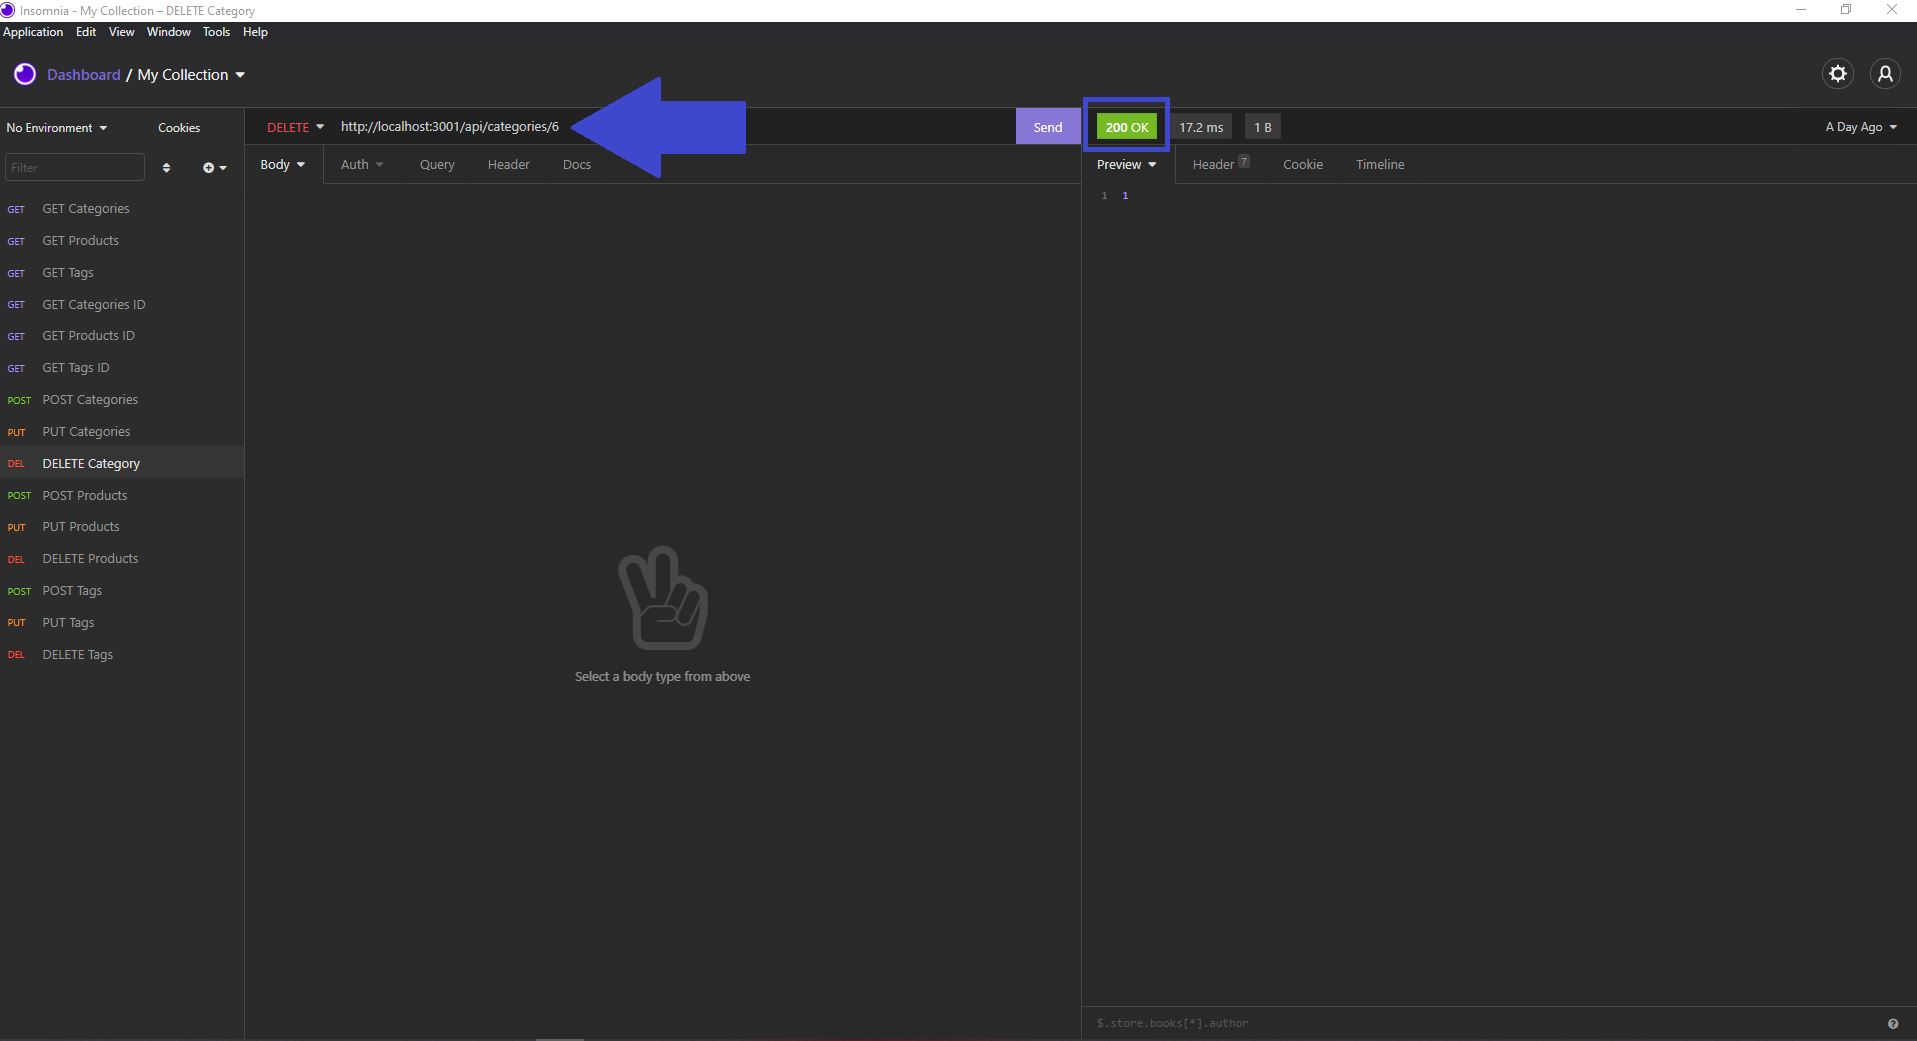 Insomnia - My Collection – DELETE Category
Application Edit View Window Tools Help
Dashboard / My Collection
No Environment Cookies
Filter
GET GET Categories
GET GET Products
GET GET Tags
GET GET Categories ID
GET GET Products ID
GET GET Tags ID
POST POST Categories
PUT PUT Categories
DEL DELETE Category
POST POST Products
PUT PUT Products
DEL DELETE Products
POST POST Tags
PUT PUT Tags
DEL DELETE Tags
DELETE http://localhost:3001/api/categories/6 Send
Body Auth Query Header Docs
Select a body type from above
200 OK 17.2 ms 1 B A Day Ago
Preview Header 7 Cookie Timeline
1 1
$.store.books[*].author